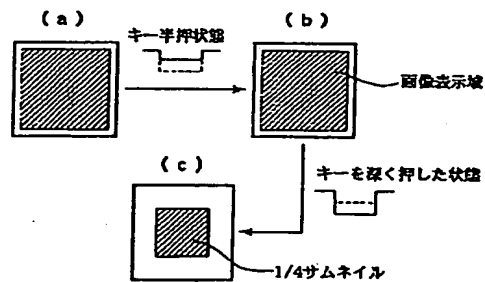 (a)
キー半押状態
(b)
画像表示域
(c)
キーを深く押した状態
1/4サムネイル